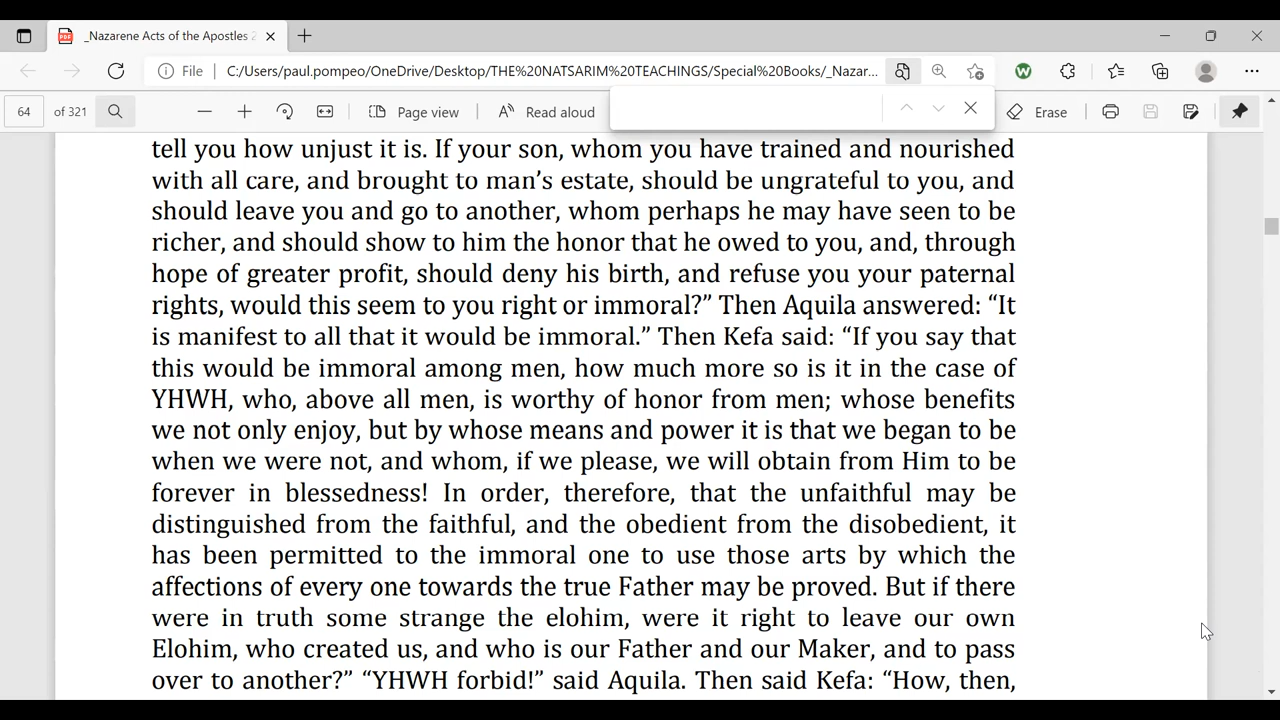 _Nazarene Acts of the Apostles 2
File
C:/Users/paul.pompeo/OneDrive/Desktop/THE%20NATSARIM%20TEACHINGS/Special%20Books/_Nazar...
64 of 321
Page view
Read aloud
Erase
tell you how unjust it is. If your son, whom you have trained and nourished
with all care, and brought to man’s estate, should be ungrateful to you, and
should leave you and go to another, whom perhaps he may have seen to be
richer, and should show to him the honor that he owed to you, and, through
hope of greater profit, should deny his birth, and refuse you your paternal
rights, would this seem to you right or immoral?” Then Aquila answered: “It
is manifest to all that it would be immoral.” Then Kefa said: “If you say that
this would be immoral among men, how much more so is it in the case of
YHWH, who, above all men, is worthy of honor from men; whose benefits
we not only enjoy, but by whose means and power it is that we began to be
when we were not, and whom, if we please, we will obtain from Him to be
forever in blessedness! In order, therefore, that the unfaithful may be
distinguished from the faithful, and the obedient from the disobedient, it
has been permitted to the immoral one to use those arts by which the
affections of every one towards the true Father may be proved. But if there
were in truth some strange the elohim, were it right to leave our own
Elohim, who created us, and who is our Father and our Maker, and to pass
over to another?” “YHWH forbid!” said Aquila. Then said Kefa: “How, then,